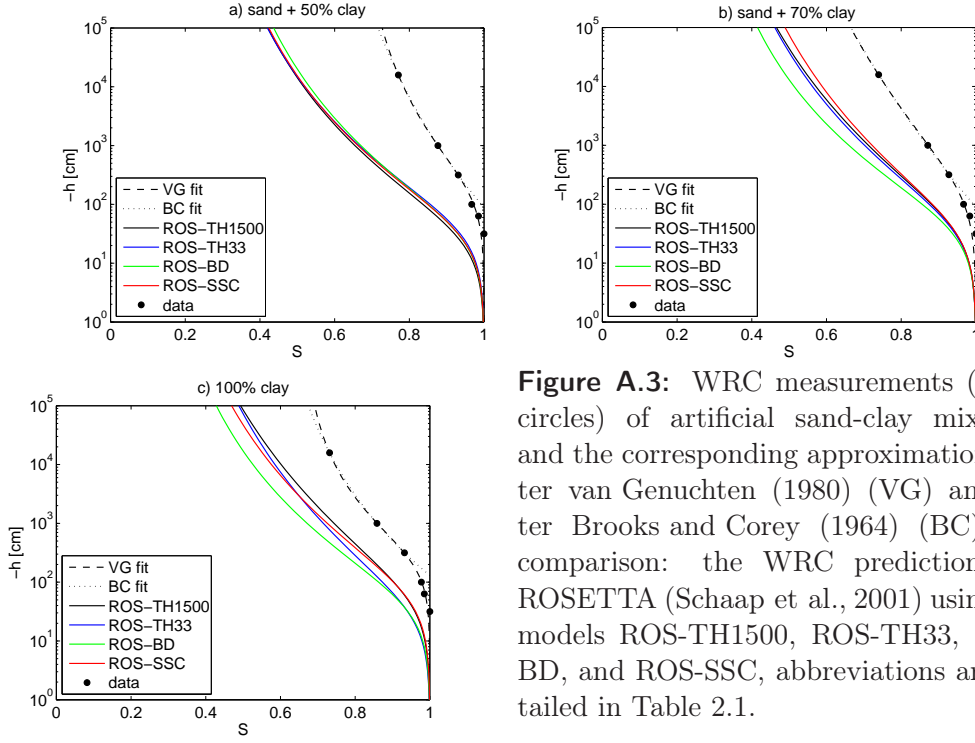 a) sand + 50% clay
10^5
10^4
10^3
10^2
10^1
10^0
−h [cm]
VG fit
BC fit
ROS−TH1500
ROS−TH33
ROS−BD
ROS−SSC
data
0 0.2 0.4 0.6 0.8 1
S
b) sand + 70% clay
10^5
10^4
10^3
10^2
10^1
10^0
−h [cm]
VG fit
BC fit
ROS−TH1500
ROS−TH33
ROS−BD
ROS−SSC
data
0 0.2 0.4 0.6 0.8 1
S
c) 100% clay
10^5
10^4
10^3
10^2
10^1
10^0
−h [cm]
VG fit
BC fit
ROS−TH1500
ROS−TH33
ROS−BD
ROS−SSC
data
0 0.2 0.4 0.6 0.8 1
S
Figure A.3: WRC measurements (
circles) of artificial sand-clay mix
and the corresponding approximation
ter van Genuchten (1980) (VG) an
ter Brooks and Corey (1964) (BC)
comparison: the WRC prediction
ROSETTA (Schaap et al., 2001) usin
models ROS-TH1500, ROS-TH33,
BD, and ROS-SSC, abbreviations ar
tailed in Table 2.1.